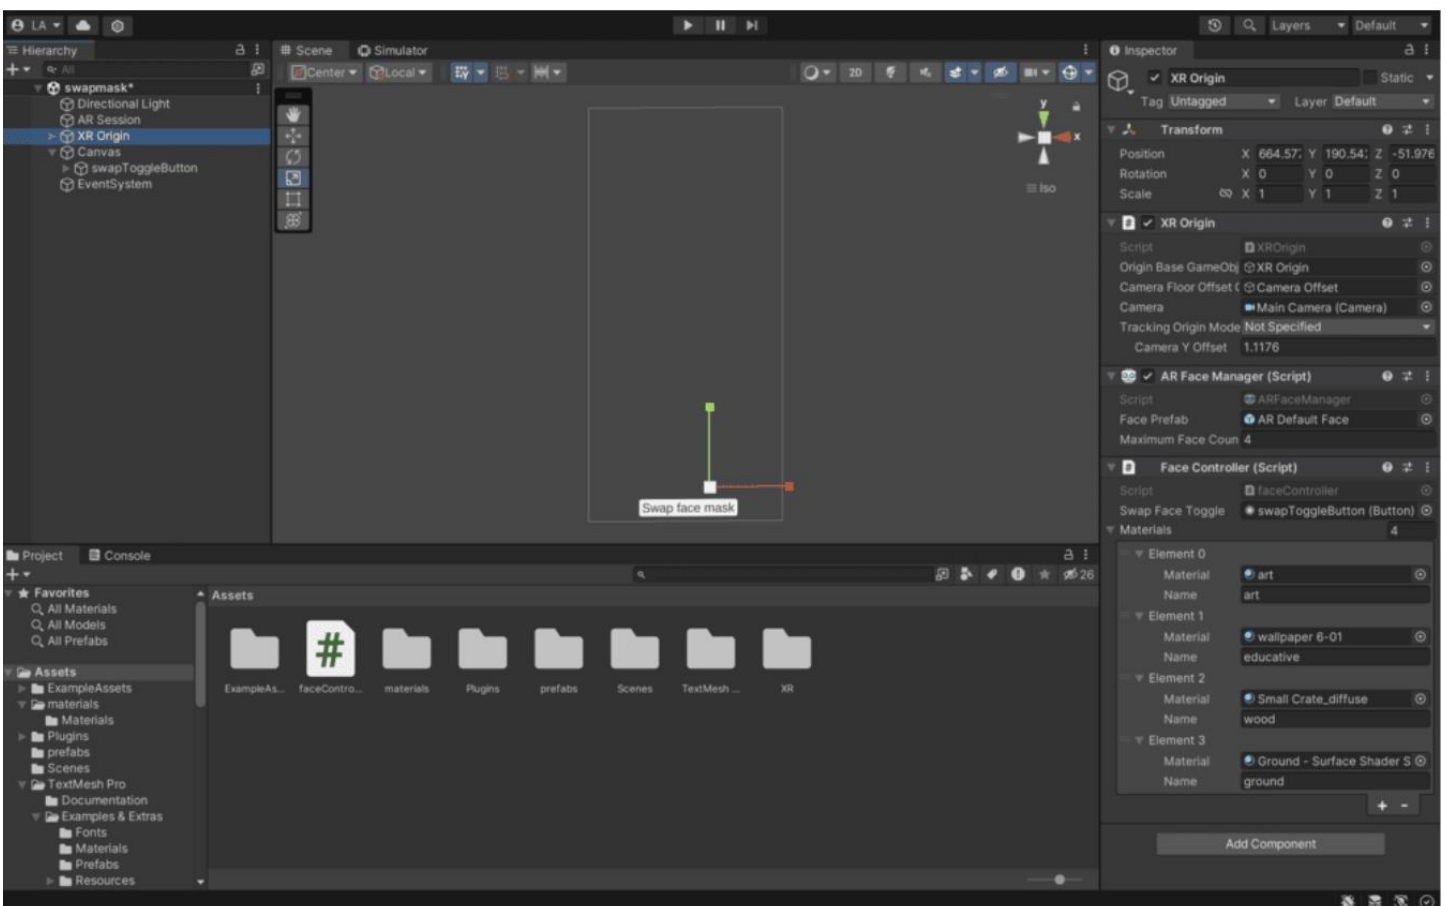 LA
Layers
Default
Hierarchy
All
swapmask*
Directional Light
AR Session
XR Origin
Canvas
swapToggleButton
EventSystem
Scene
Simulator
Center
Local
2D
y
x
Iso
Swap face mask
Inspector
XR Origin
Static
Tag Untagged Layer Default
Transform
Position X 664.57 Y 190.54 Z -51.976
Rotation X 0 Y 0 Z 0
Scale X 1 Y 1 Z 1
XR Origin
Script XROrigin
Origin Base GameObj XR Origin
Camera Floor Offset Camera Offset
Camera Main Camera (Camera)
Tracking Origin Mode Not Specified
Camera Y Offset 1.1176
AR Face Manager (Script)
Script ARFaceManager
Face Prefab AR Default Face
Maximum Face Coun 4
Face Controller (Script)
Script faceController
Swap Face Toggle swapToggleButton (Button)
Materials 4
Element 0
Material art
Name art
Element 1
Material wallpaper 6-01
Name educative
Element 2
Material Small Crate_diffuse
Name wood
Element 3
Material Ground - Surface Shader S
Name ground
+ -
Add Component
Project
Console
26
Favorites
All Materials
All Models
All Prefabs
Assets
ExampleAssets
materials
Materials
Plugins
prefabs
Scenes
TextMesh Pro
Documentation
Examples & Extras
Fonts
Materials
Prefabs
Resources
Assets
#
ExampleAs... faceContro... materials Plugins prefabs Scenes TextMesh ... XR